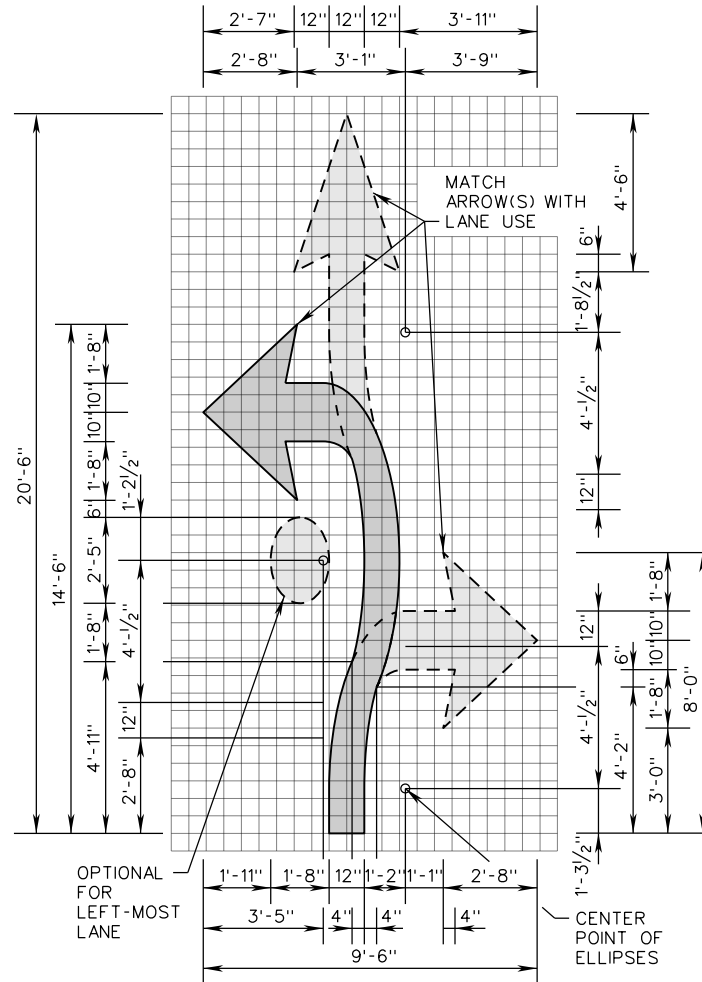 2'-7" 12" 12" 12" 3'-11"
2'-8" 3'-1" 3'-9"
MATCH
ARROW(S) WITH
LANE USE
4'-6"
6"
1'-8½"
4'-½"
12"
20'-6"
14'-6"
1'-8"
10"
10"
1'-8"
6"
2'-5"
1'-8"
4'-11"
1'-2½"
4'-½"
12"
2'-8"
12"
4'-½"
1'-3½"
6"
4'-2"
1'-8"
10"
10"
1'-8"
3'-0"
8'-0"
OPTIONAL
FOR
LEFT-MOST
LANE
1'-11" 1'-8" 12" 1'-2" 1'-1" 2'-8"
3'-5" 4" 4" 4"
9'-6"
CENTER
POINT OF
ELLIPSES